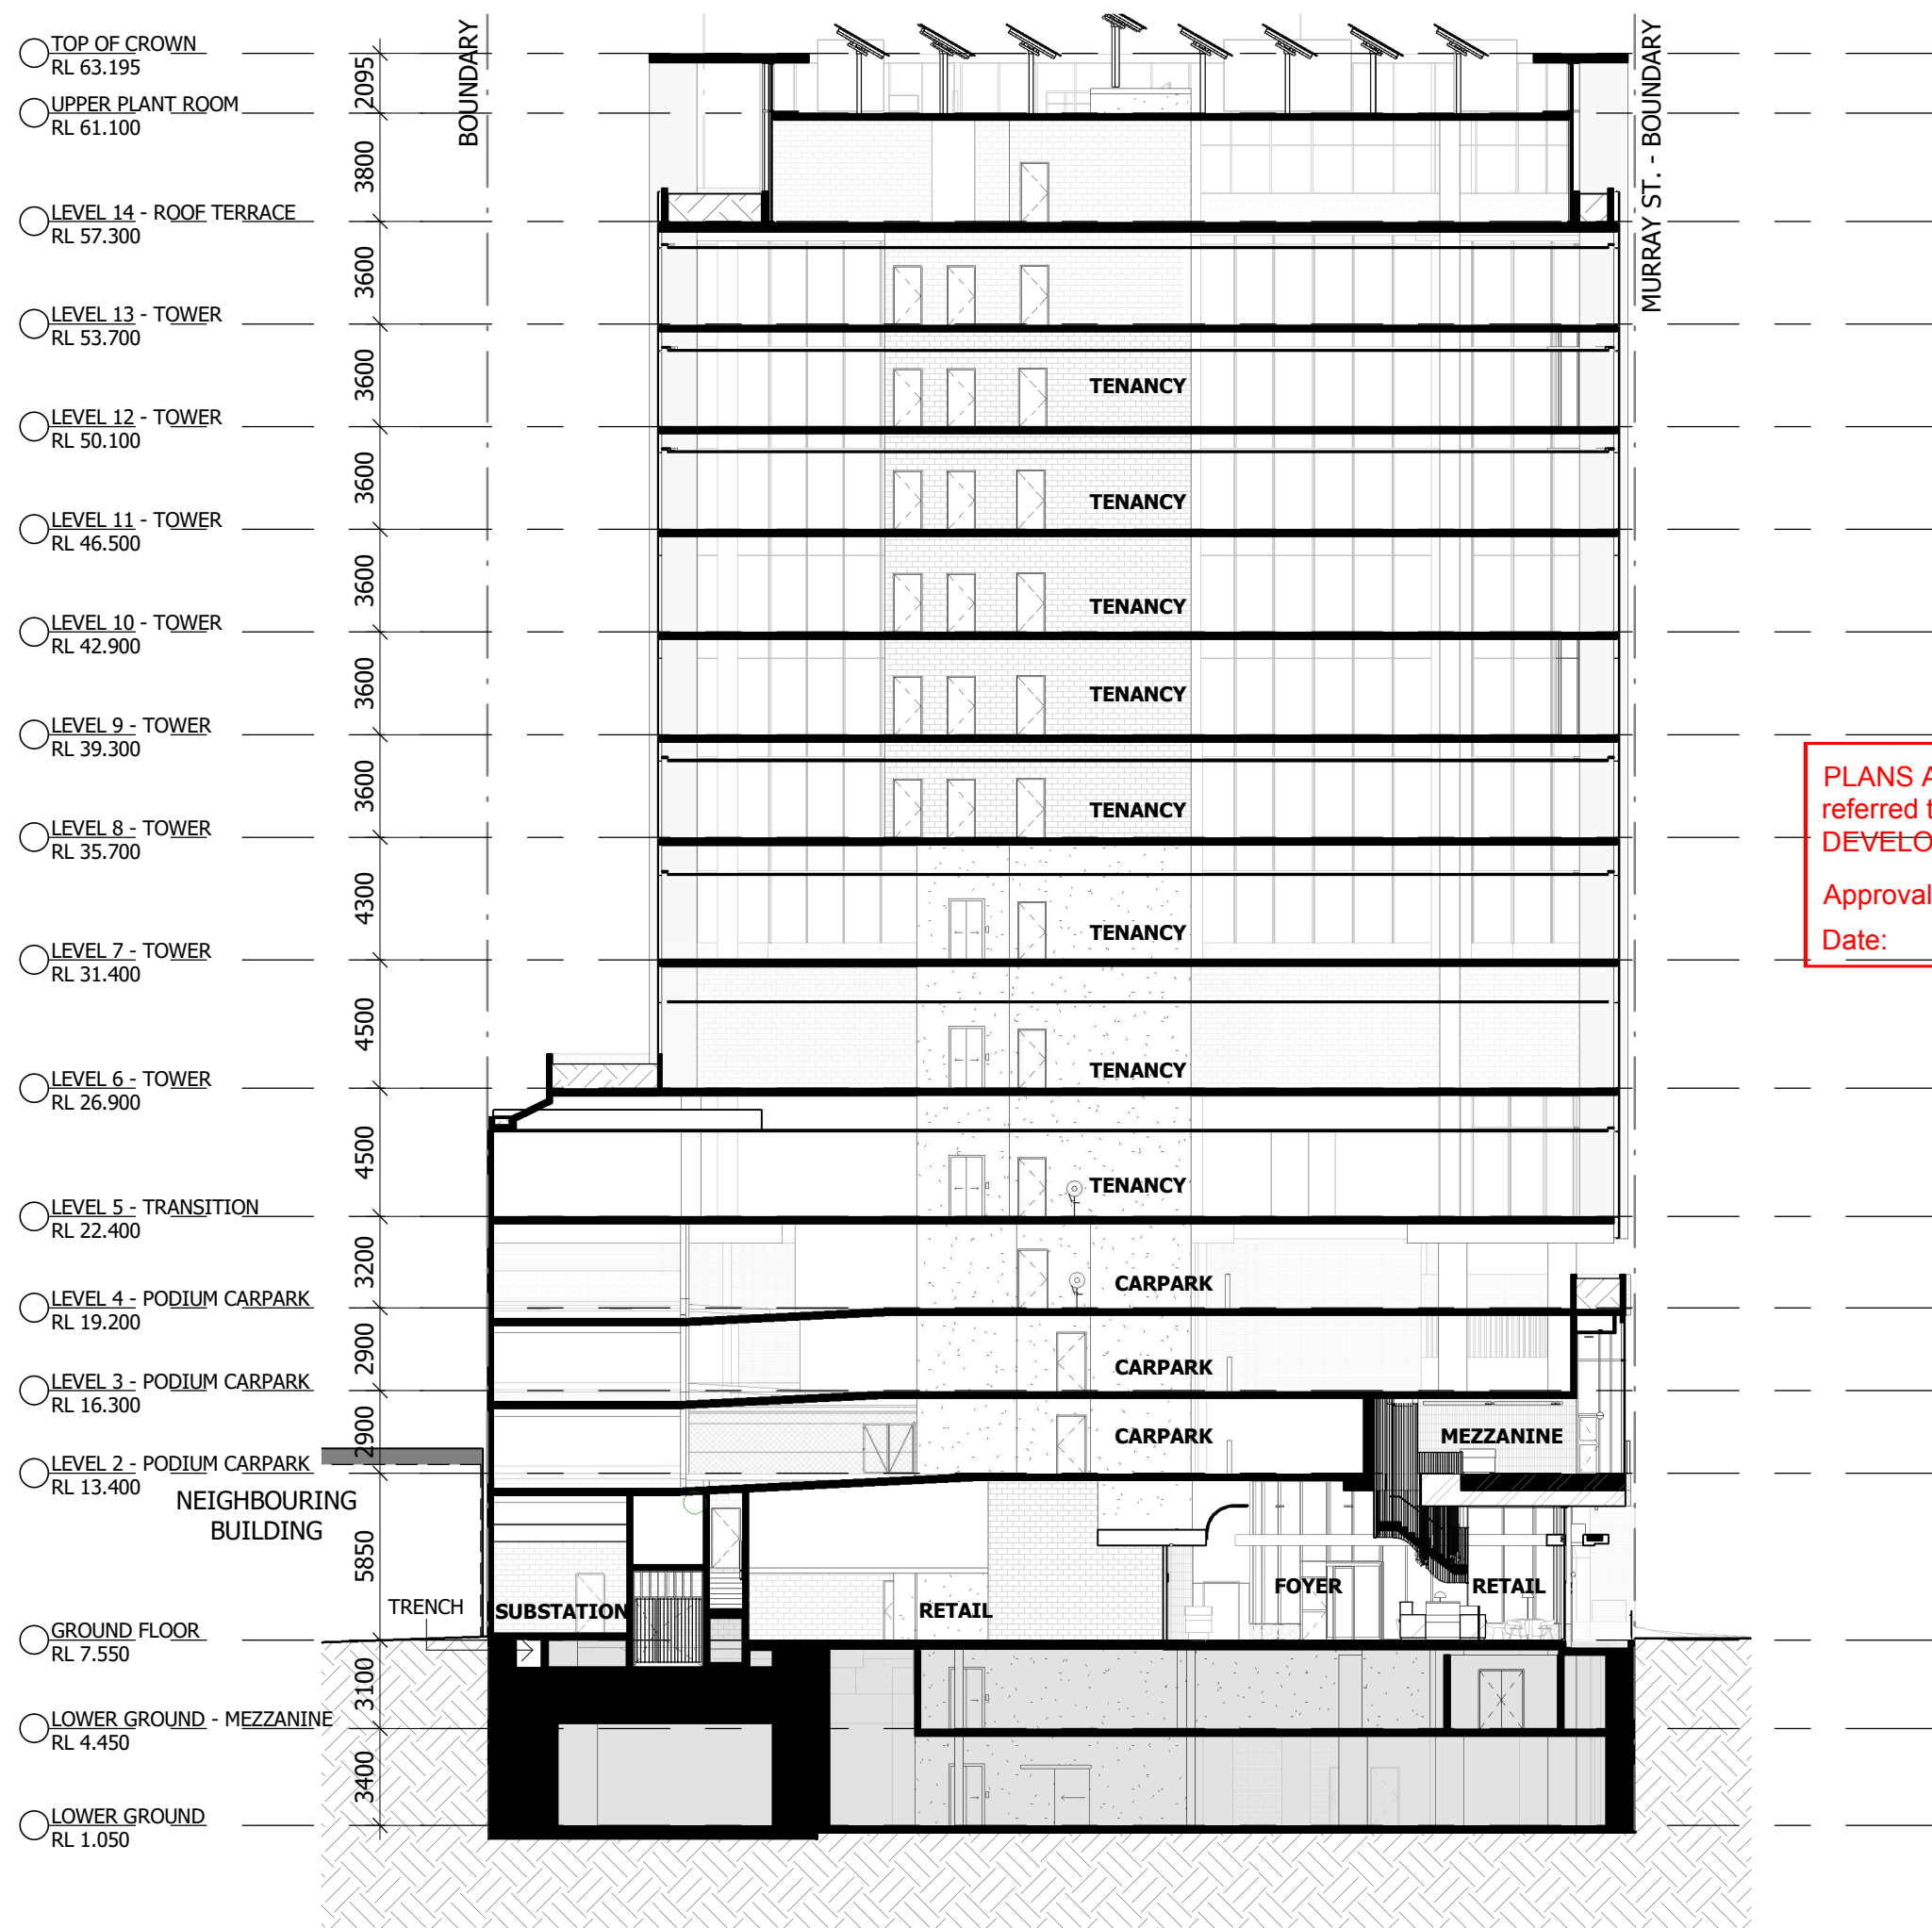 TOP OF CROWN
RL 63.195
UPPER PLANT ROOM
RL 61.100
LEVEL 14 - ROOF TERRACE
RL 57.300
LEVEL 13 - TOWER
RL 53.700
LEVEL 12 - TOWER
RL 50.100
LEVEL 11 - TOWER
RL 46.500
LEVEL 10 - TOWER
RL 42.900
LEVEL 9 - TOWER
RL 39.300
LEVEL 8 - TOWER
RL 35.700
LEVEL 7 - TOWER
RL 31.400
LEVEL 6 - TOWER
RL 26.900
LEVEL 5 - TRANSITION
RL 22.400
LEVEL 4 - PODIUM CARPARK
RL 19.200
LEVEL 3 - PODIUM CARPARK
RL 16.300
LEVEL 2 - PODIUM CARPARK
RL 13.400
GROUND FLOOR
RL 7.550
LOWER GROUND - MEZZANINE
RL 4.450
LOWER GROUND
RL 1.050
2095
3800
3600
3600
3600
3600
3600
3600
4300
4500
4500
3200
2900
2900
5850
3100
3400
BOUNDARY
MURRAY ST. - BOUNDARY
NEIGHBOURING
BUILDING
TRENCH
TENANCY
TENANCY
TENANCY
TENANCY
TENANCY
TENANCY
TENANCY
TENANCY
CARPARK
CARPARK
CARPARK
MEZZANINE
SUBSTATION
RETAIL
FOYER
RETAIL
PLANS A
referred t
DEVELO
Approval
Date: